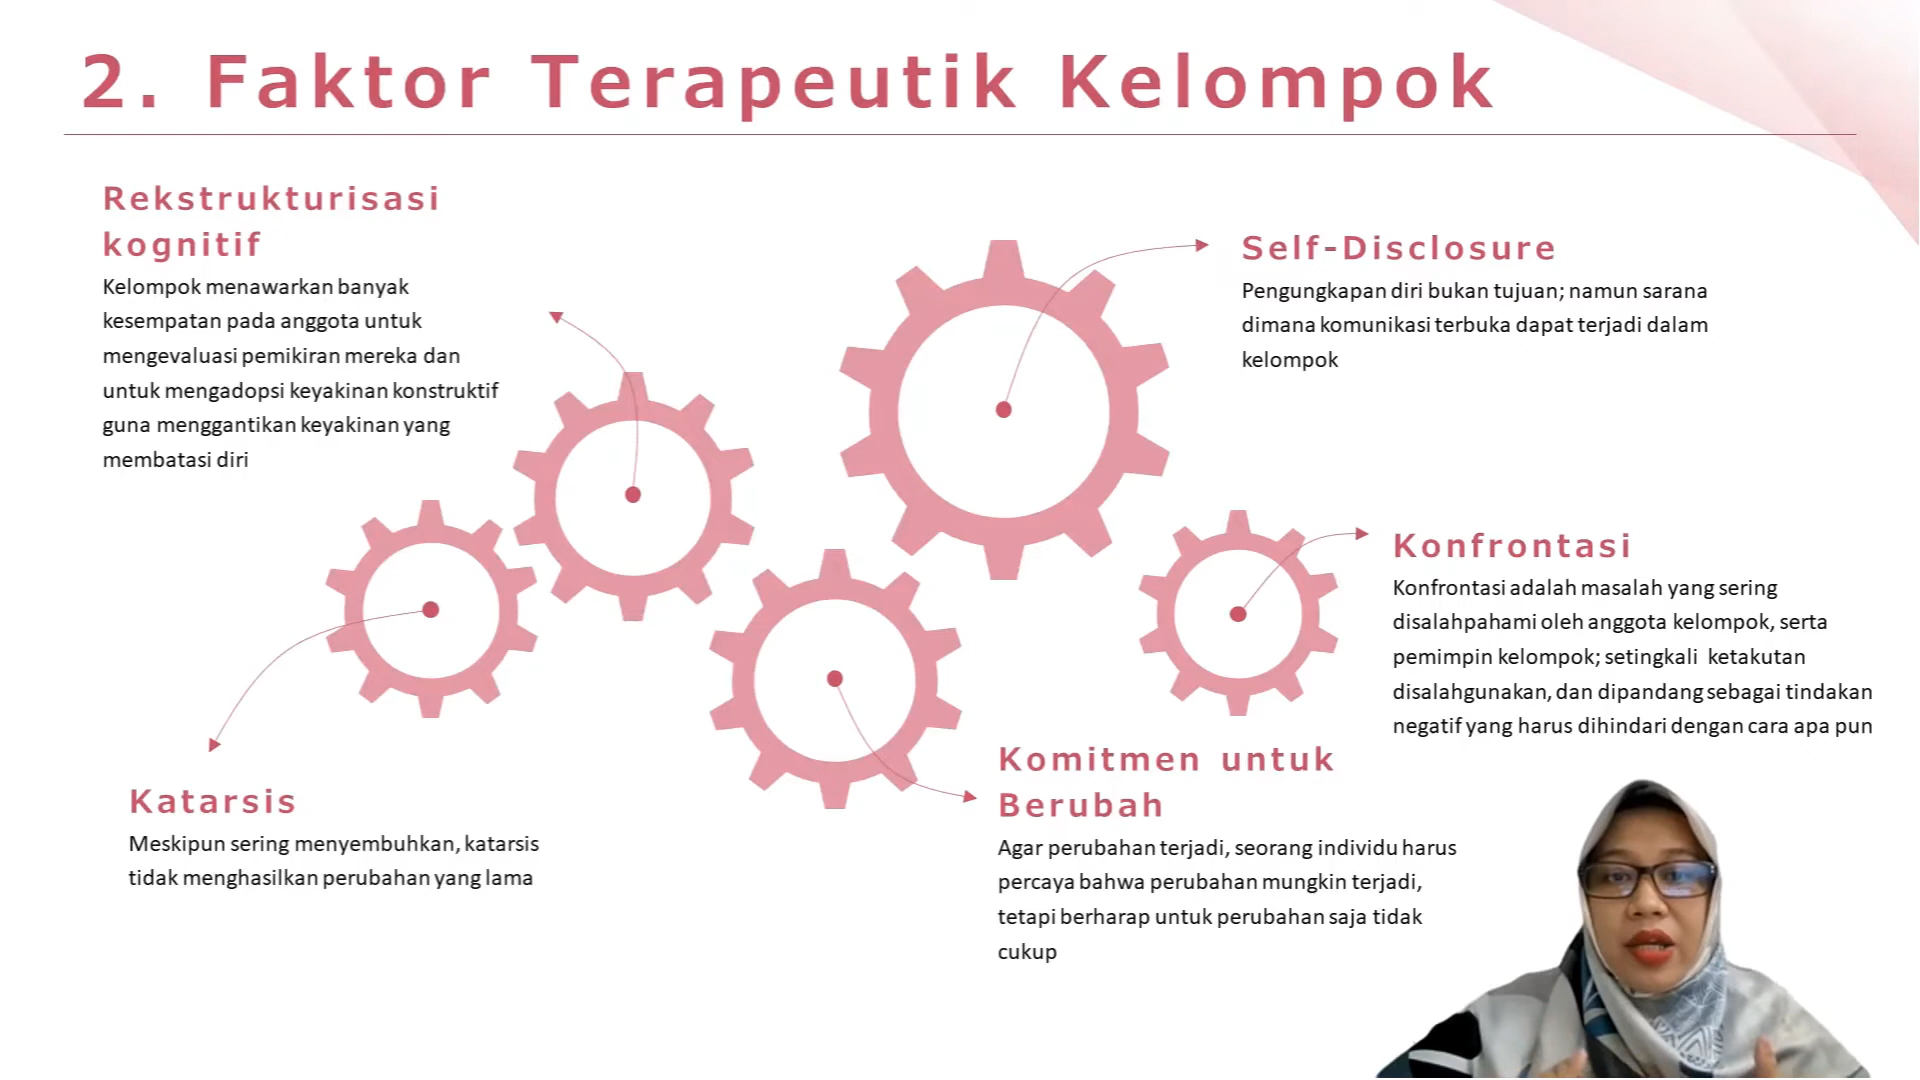 2. Faktor Terapeutik Kelompok
Rekstrukturisasi
kognitif
Kelompok menawarkan banyak
kesempatan pada anggota untuk
mengevaluasi pemikiran mereka dan
untuk mengadopsi keyakinan konstruktif
guna menggantikan keyakinan yang
membatasi diri
Self-Disclosure
Pengungkapan diri bukan tujuan; namun sarana
dimana komunikasi terbuka dapat terjadi dalam
kelompok
Konfrontasi
Konfrontasi adalah masalah yang sering
disalahpahami oleh anggota kelompok, serta
pemimpin kelompok; setingkali ketakutan
disalahgunakan, dan dipandang sebagai tindakan
negatif yang harus dihindari dengan cara apa pun
Katarsis
Meskipun sering menyembuhkan, katarsis
tidak menghasilkan perubahan yang lama
Komitmen untuk
Berubah
Agar perubahan terjadi, seorang individu harus
percaya bahwa perubahan mungkin terjadi,
tetapi berharap untuk perubahan saja tidak
cukup